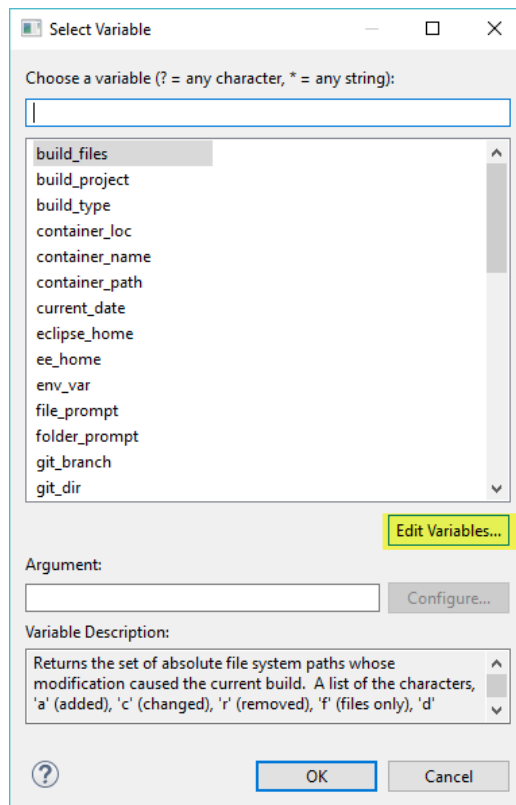 Select Variable
Choose a variable (? = any character, * = any string):
build_files
build_project
build_type
container_loc
container_name
container_path
current_date
eclipse_home
ee_home
env_var
file_prompt
folder_prompt
git_branch
git_dir
Edit Variables...
Argument:
Configure...
Variable Description:
Returns the set of absolute file system paths whose
modification caused the current build.  A list of the characters,
'a' (added), 'c' (changed), 'r' (removed), 'f' (files only), 'd'
?
OK
Cancel